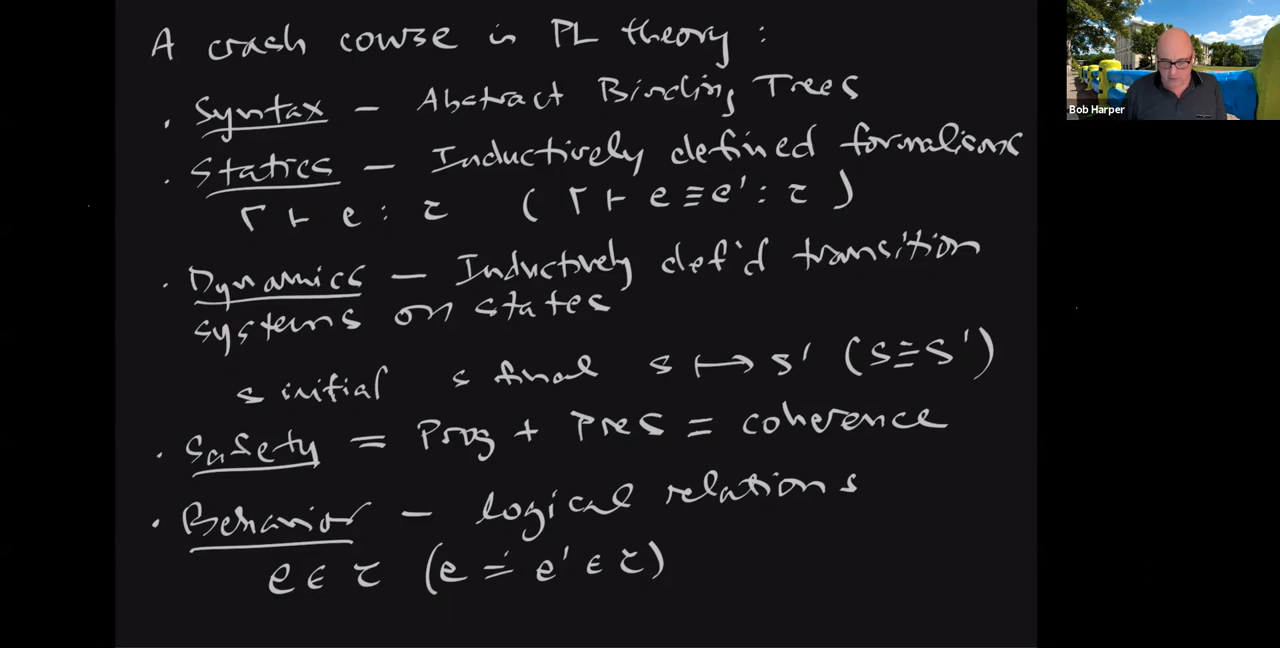 A crash course in PL theory :
• Syntax – Abstract Binding Trees
• Statics – Inductively defined formalisms
Γ ⊢ e : τ ( Γ ⊢ e ≡ e' : τ )
• Dynamics – Inductively def'd transition
systems on states
s initial s final s ↦ s' (s ≡ s')
• Safety = Prog + Pres = coherence
• Behavior – logical relations
e ∈ τ (e ≐ e' ∈ τ)
Bob Harper